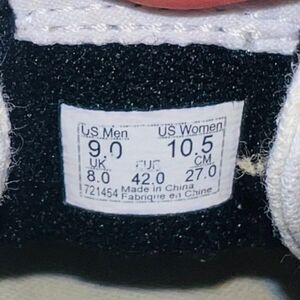 US Men US Women
9.0 10.5
UK EUR CM
8.0 42.0 27.0
721454 Made in China
Fabriqué en Chine